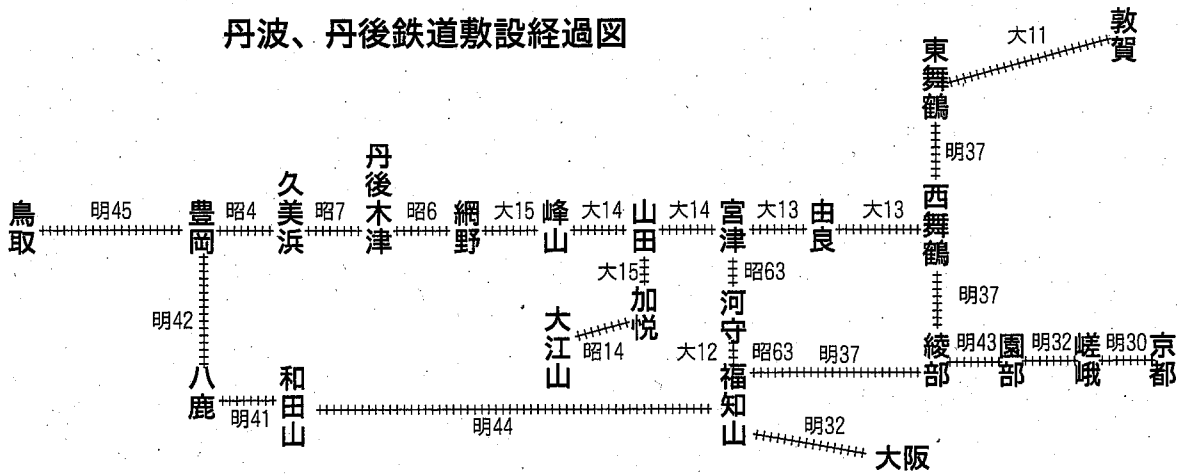 丹波、丹後鉄道敷設経過図
敦賀
大11
東舞鶴
明37
西舞鶴
鳥取
明45
豊岡
昭4
久美浜
昭7
丹後木津
昭6
網野
大15
峰山
大14
山田
大14
宮津
大13
由良
大13
大15
加悦
昭14
大江山
昭63
河守
大12
昭63
福知山
明37
明37
綾部
明43
園部
明32
嵯峨
明30
京都
明42
八鹿
明41
和田山
明44
明32
大阪